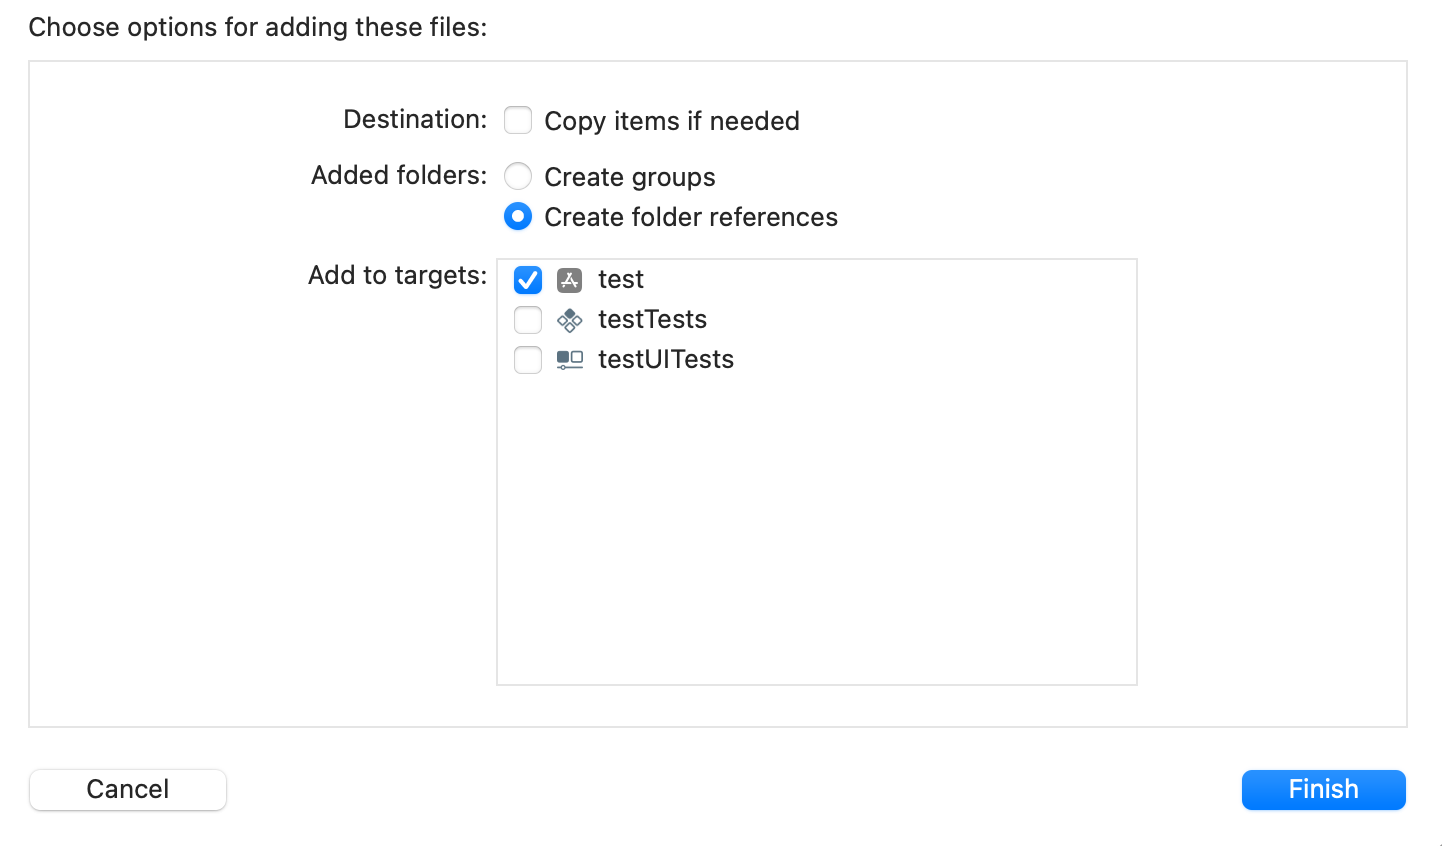 Choose options for adding these files:
Destination: Copy items if needed
Added folders: Create groups
Create folder references
Add to targets: test
testTests
testUITests
Cancel Finish